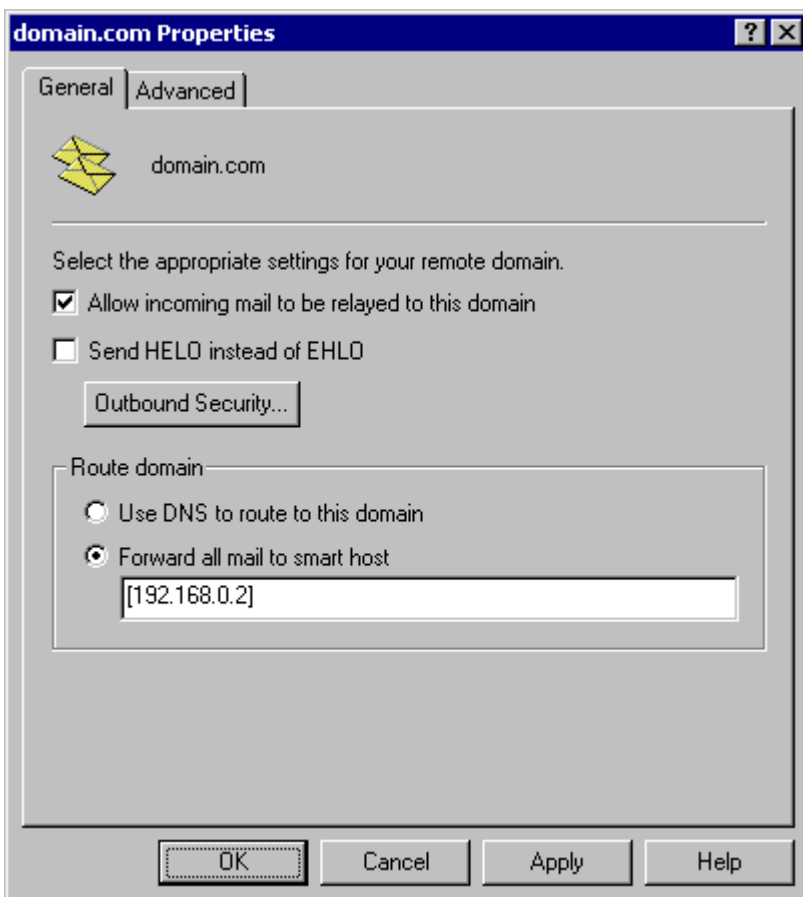 domain.com Properties
General Advanced
domain.com
Select the appropriate settings for your remote domain.
Allow incoming mail to be relayed to this domain
Send HELO instead of EHLO
Outbound Security...
Route domain
Use DNS to route to this domain
Forward all mail to smart host
[192.168.0.2]
OK Cancel Apply Help